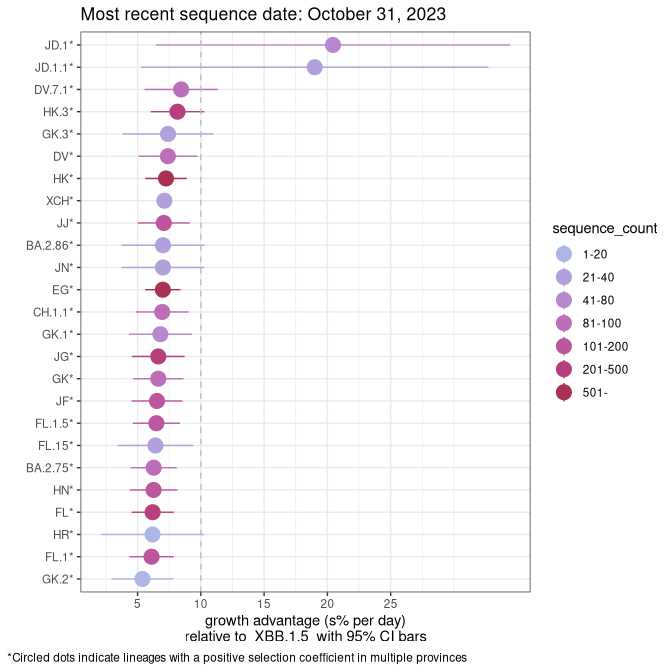 Most recent sequence date: October 31, 2023
JD.1*
JD.1.1*
DV.7.1*
HK.3*
GK.3*
DV*
HK*
XCH*
JJ*
BA.2.86*
JN*
EG*
CH.1.1*
GK.1*
JG*
GK*
JF*
FL.1.5*
FL.15*
BA.2.75*
HN*
FL*
HR*
FL.1*
GK.2*
5 10 15 20 25
growth advantage (s% per day)
relative to XBB.1.5 with 95% CI bars
sequence_count
1-20
21-40
41-80
81-100
101-200
201-500
501-
*Circled dots indicate lineages with a positive selection coefficient in multiple provinces